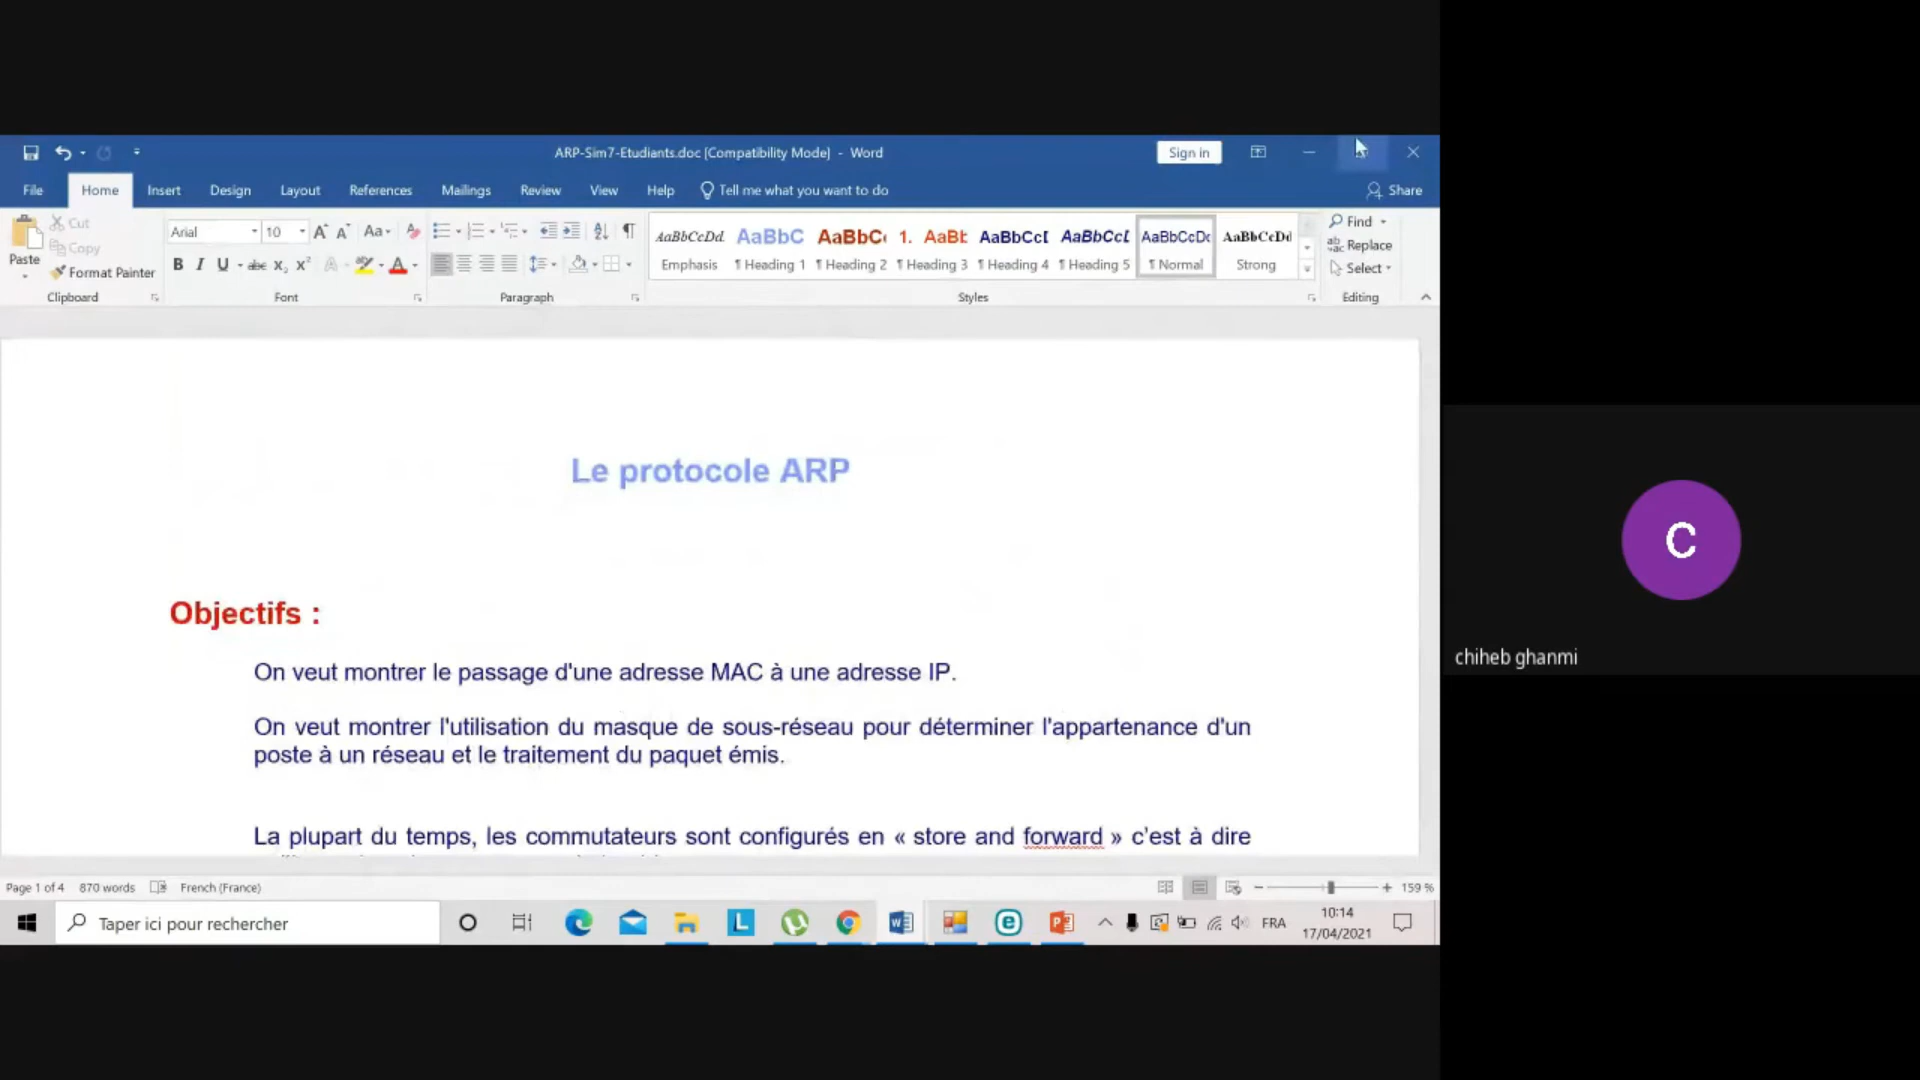 ARP-Sim7-Etudiants.doc [Compatibility Mode] - Word
Sign in
File Home Insert Design Layout References Mailings Review View Help Tell me what you want to do Share
Paste
Cut
Copy
Format Painter
Clipboard
Arial 10
Aa
B I U abc X₂ X²
Font
Paragraph
AaBbCcDd. AaBbC AaBbC 1. AaBb AaBbCcI AaBbCcL AaBbCcDc AaBbCcDd
Emphasis ¶ Heading 1 ¶ Heading 2 ¶ Heading 3 ¶ Heading 4 ¶ Heading 5 ¶ Normal Strong
Styles
Find
Replace
Select
Editing
Le protocole ARP
Objectifs :
On veut montrer le passage d'une adresse MAC à une adresse IP.
On veut montrer l'utilisation du masque de sous-réseau pour déterminer l'appartenance d'un
poste à un réseau et le traitement du paquet émis.
La plupart du temps, les commutateurs sont configurés en « store and forward » c'est à dire
Page 1 of 4 870 words French (France) 159 %
Taper ici pour rechercher
L
FRA
10:14
17/04/2021
C
chiheb ghanmi